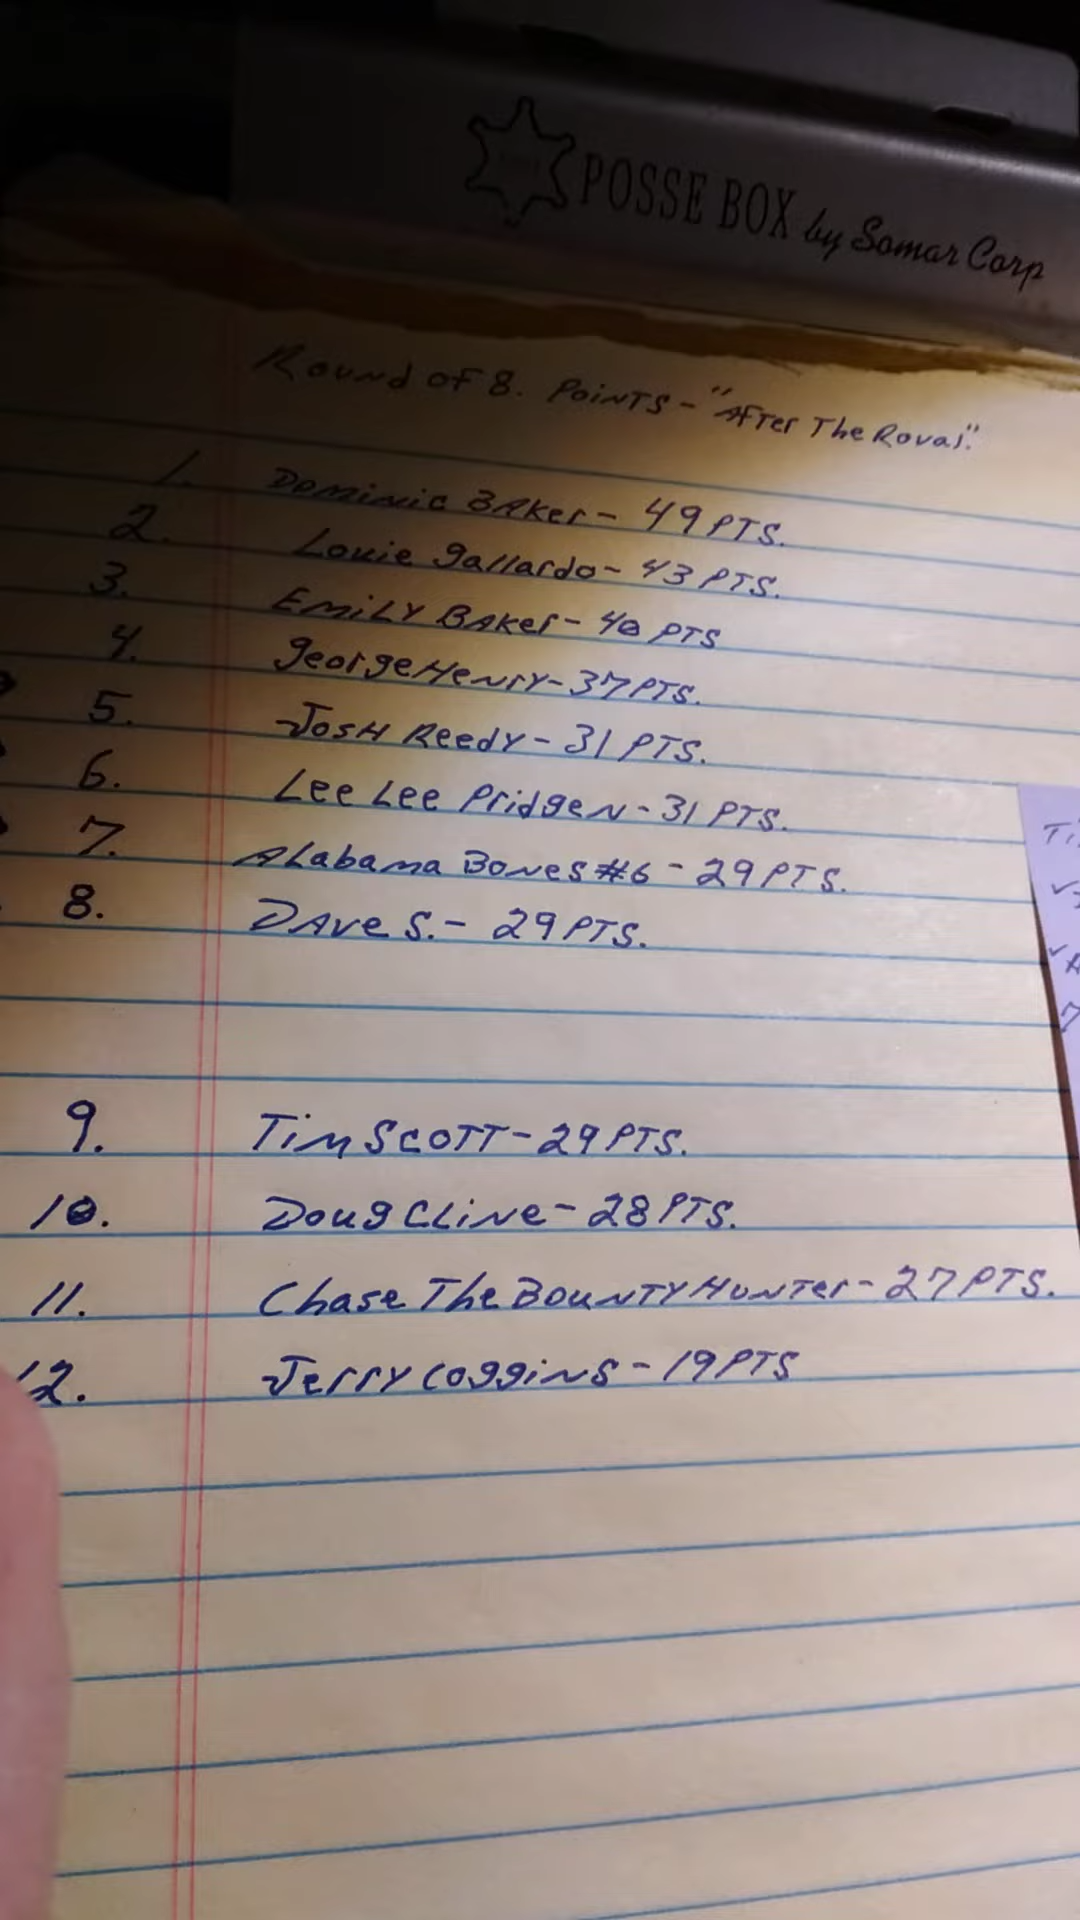 POSSE BOX by Somar Corp
Round of 8. Points - "After The Roval".
1. Dominic Baker - 49 PTS.
2. Louie Gallardo - 43 PTS.
3. Emily Baker - 40 PTS
4. George Henry - 37 PTS.
5. Josh Reedy - 31 PTS.
6. Lee Lee Pridgen - 31 PTS.
7. Alabama Bones #6 - 29 PTS.
8. Dave S. - 29 PTS.
9. Tim Scott - 29 PTS.
10. Doug Cline - 28 PTS.
11. Chase The Bounty Hunter - 27 PTS.
12. Jerry Coggins - 19 PTS